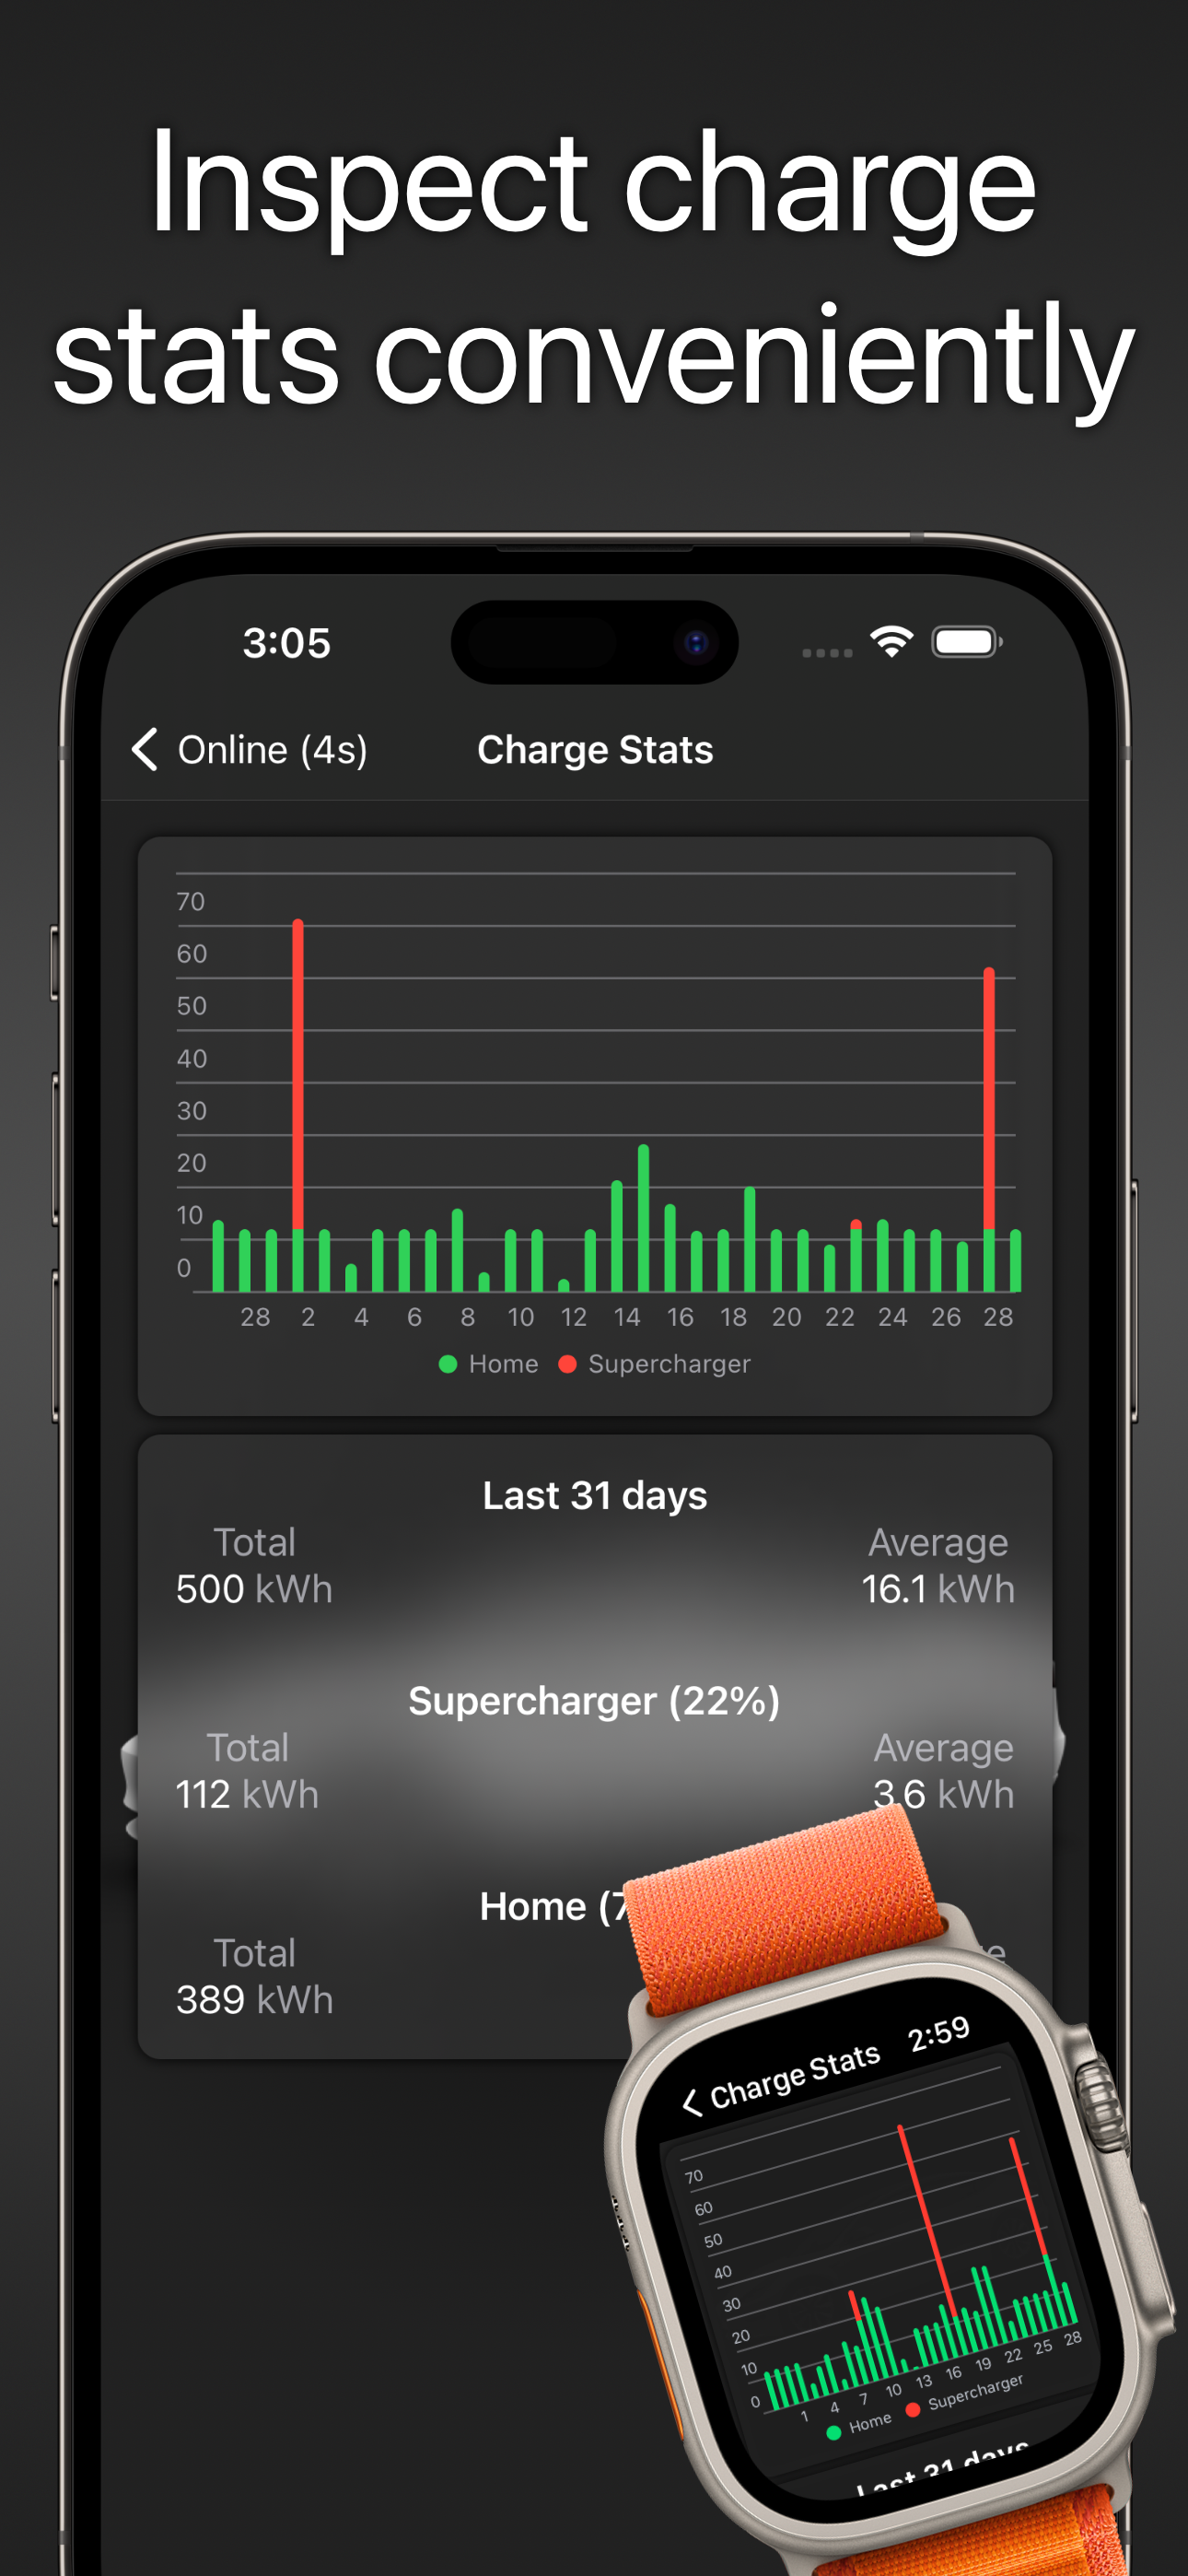 Inspect charge
stats conveniently
3:05
Online (4s)
Charge Stats
70
60
50
40
30
20
10
0
28 2 4 6 8 10 12 14 16 18 20 22 24 26 28
Home Supercharger
Last 31 days
Total Average
500 kWh 16.1 kWh
Supercharger (22%)
Total Average
112 kWh 3.6 kWh
Home (7
Total
389 kWh
2:59
Charge Stats
70
60
50
40
30
20
10
0
1 4 7 10 13 16 19 22 25 28
Home Supercharger
Last 31 days